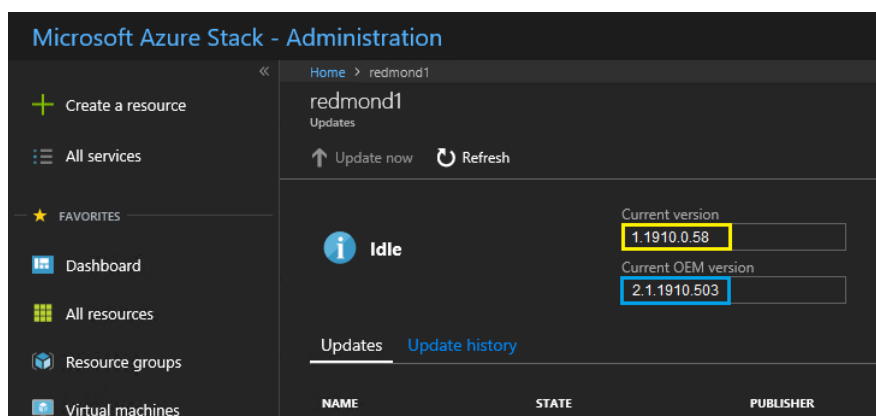 Microsoft Azure Stack - Administration
«
Home > redmond1
Create a resource
All services
FAVORITES
Dashboard
All resources
Resource groups
Virtual machines
redmond1
Updates
Update now Refresh
Idle
Current version
1.1910.0.58
Current OEM version
2.1.1910.503
Updates Update history
NAME STATE PUBLISHER